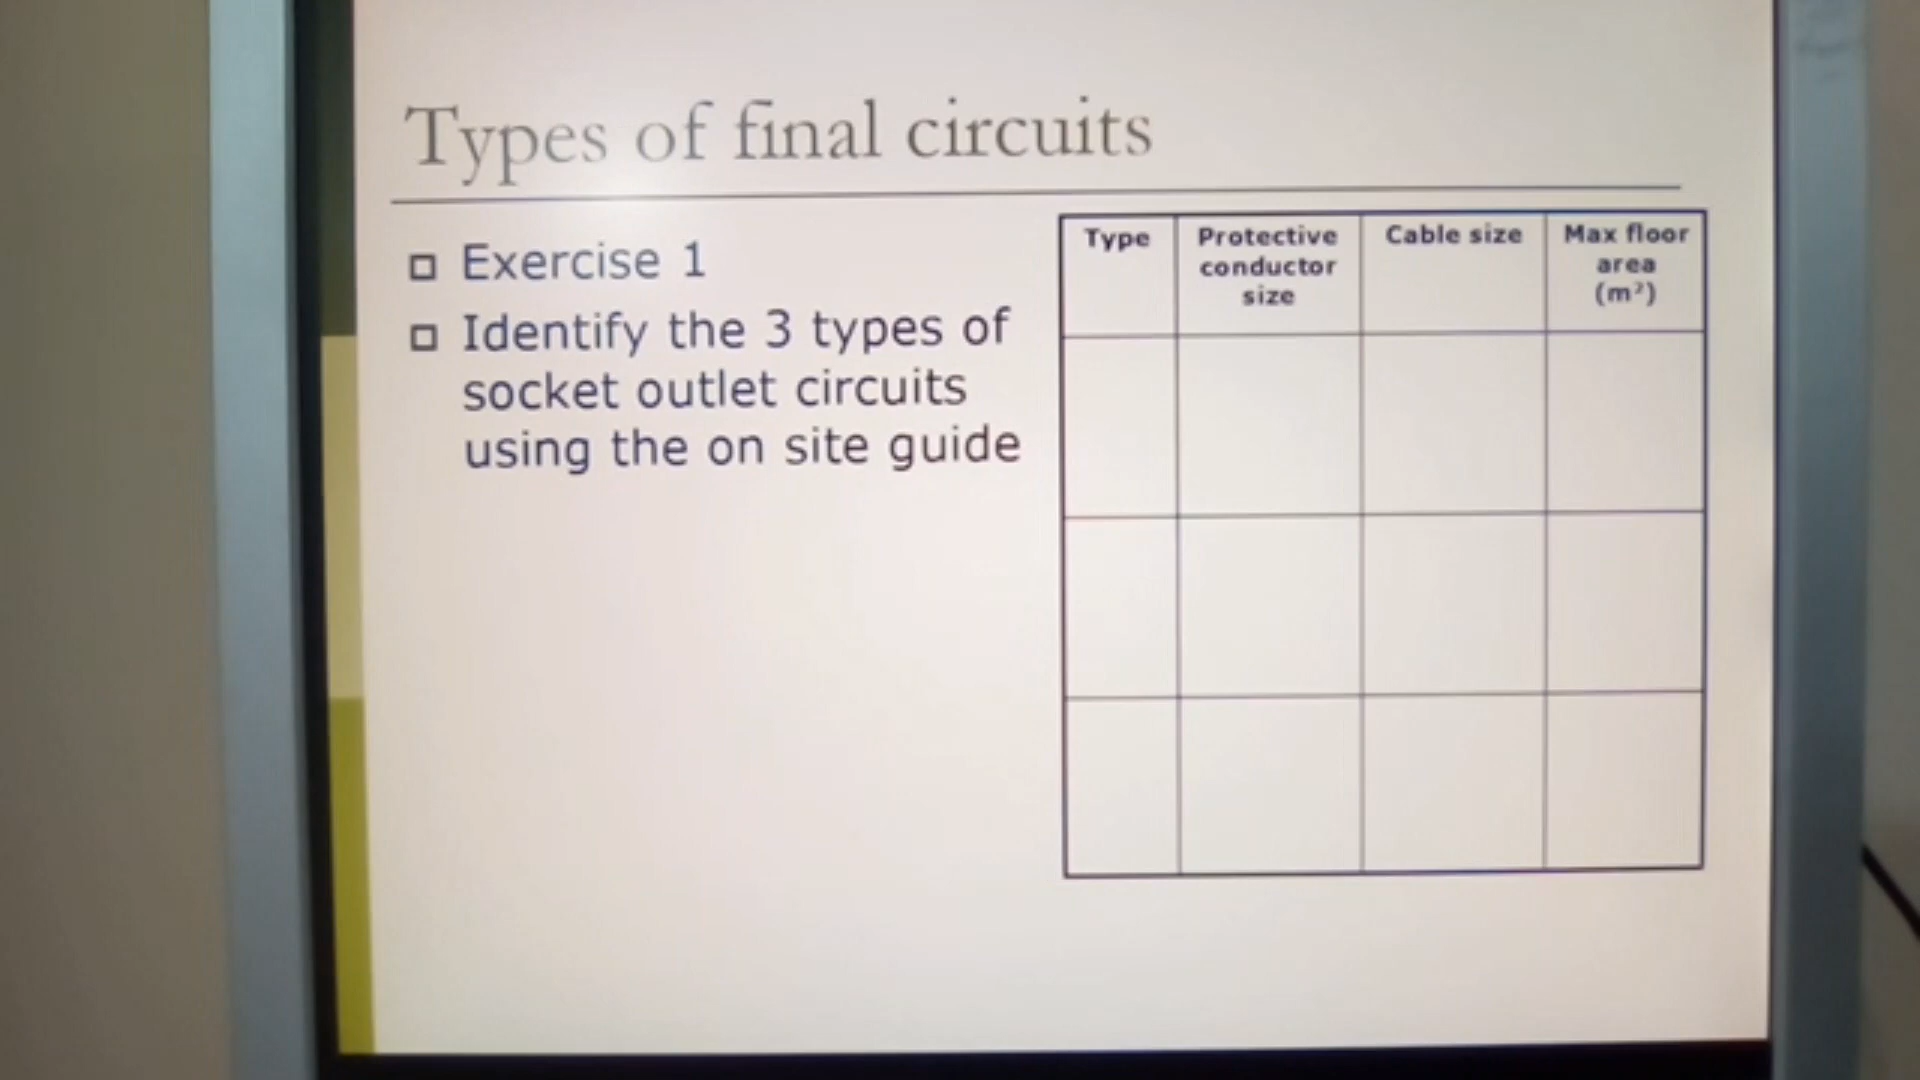 Types of final circuits
Exercise 1
Identify the 3 types of
socket outlet circuits
using the on site guide
Type
Protective
conductor
size
Cable size
Max floor
area
(m²)